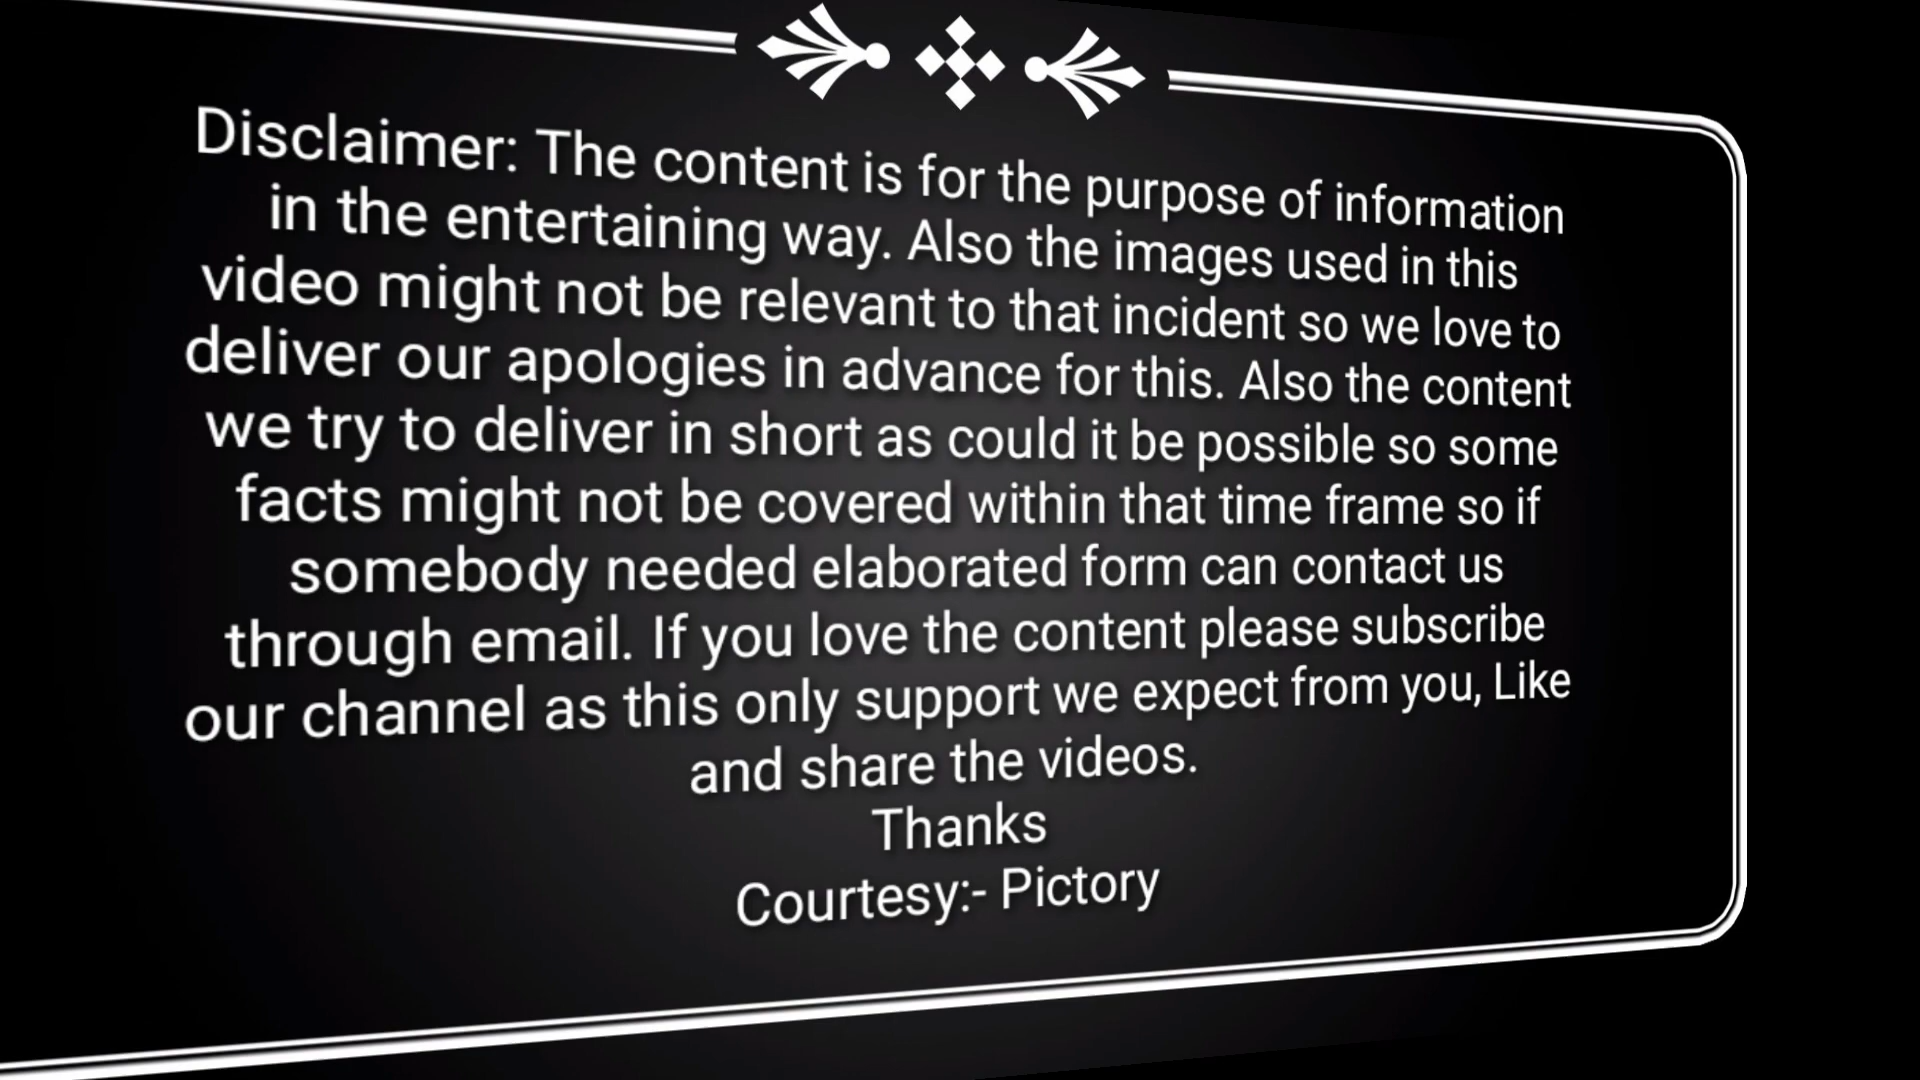 Disclaimer: The content is for the purpose of information
in the entertaining way. Also the images used in this
video might not be relevant to that incident so we love to
deliver our apologies in advance for this. Also the content
we try to deliver in short as could it be possible so some
facts might not be covered within that time frame so if
somebody needed elaborated form can contact us
through email. If you love the content please subscribe
our channel as this only support we expect from you, Like
and share the videos.
Thanks
Courtesy:- Pictory